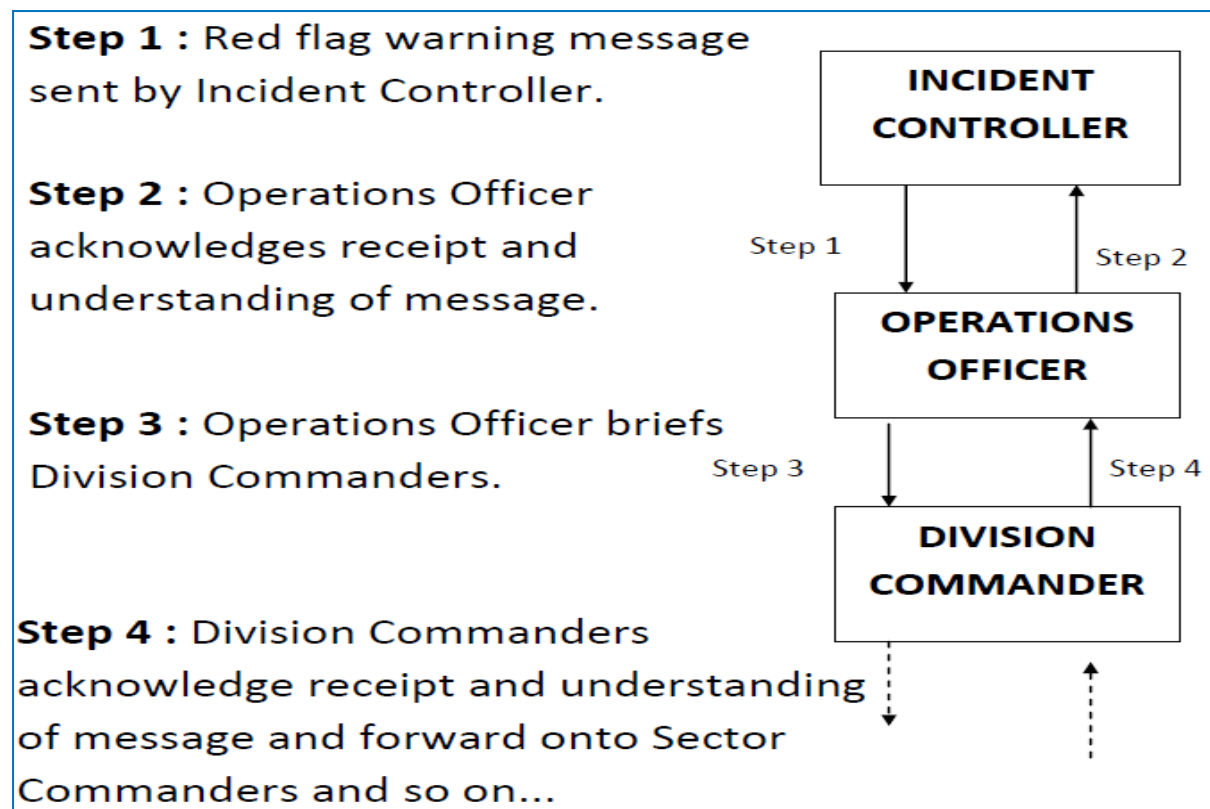 Step 1 : Red flag warning message
sent by Incident Controller.
Step 2 : Operations Officer
acknowledges receipt and
understanding of message.
Step 3 : Operations Officer briefs
Division Commanders.
Step 4 : Division Commanders
acknowledge receipt and understanding
of message and forward onto Sector
Commanders and so on...
INCIDENT
CONTROLLER
Step 1
Step 2
OPERATIONS
OFFICER
Step 3
Step 4
DIVISION
COMMANDER